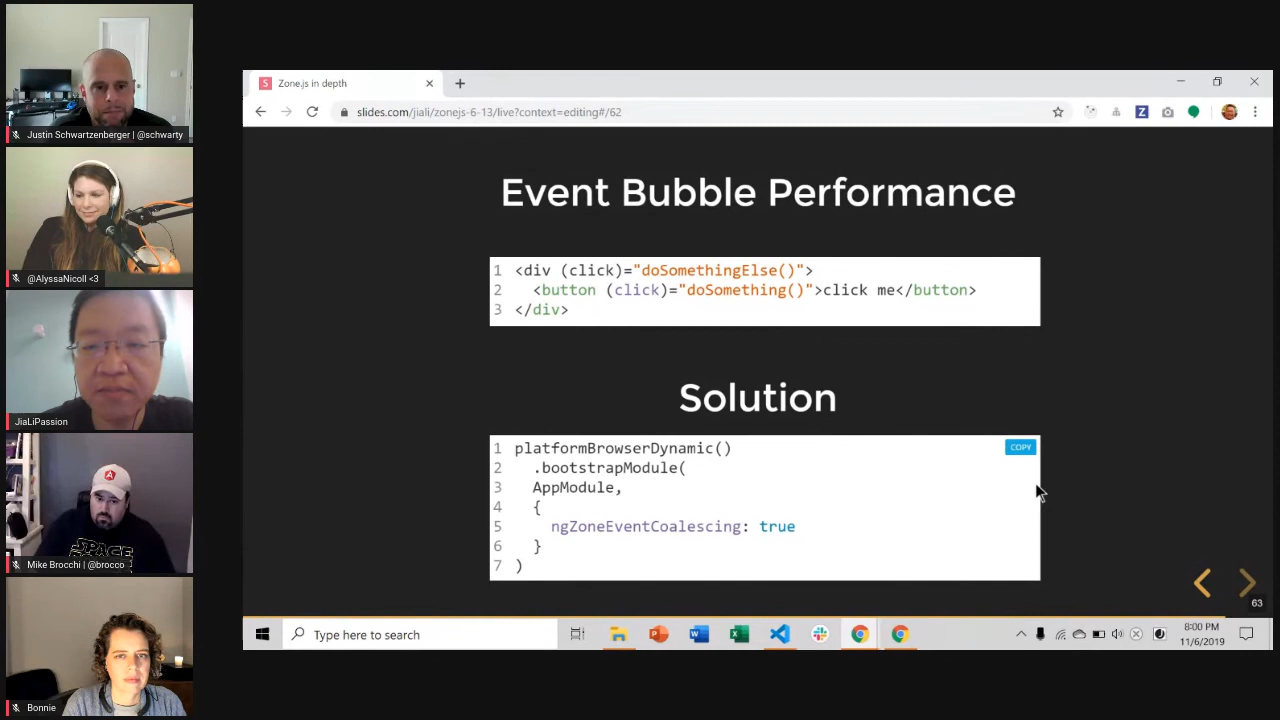 Justin Schwartzenberger | @schwarty
@AlyssaNicoll <3
JiaLiPassion
Mike Brocchi | @brocco
SPACE
Bonnie
Zone.js in depth
slides.com/jiali/zonejs-6-13/live?context=editing#/62
Event Bubble Performance
1 <div (click)="doSomethingElse()">
2   <button (click)="doSomething()">click me</button>
3 </div>
Solution
COPY
1 platformBrowserDynamic()
2   .bootstrapModule(
3   AppModule,
4   {
5     ngZoneEventCoalescing: true
6   }
7 )
63
Type here to search
8:00 PM
11/6/2019